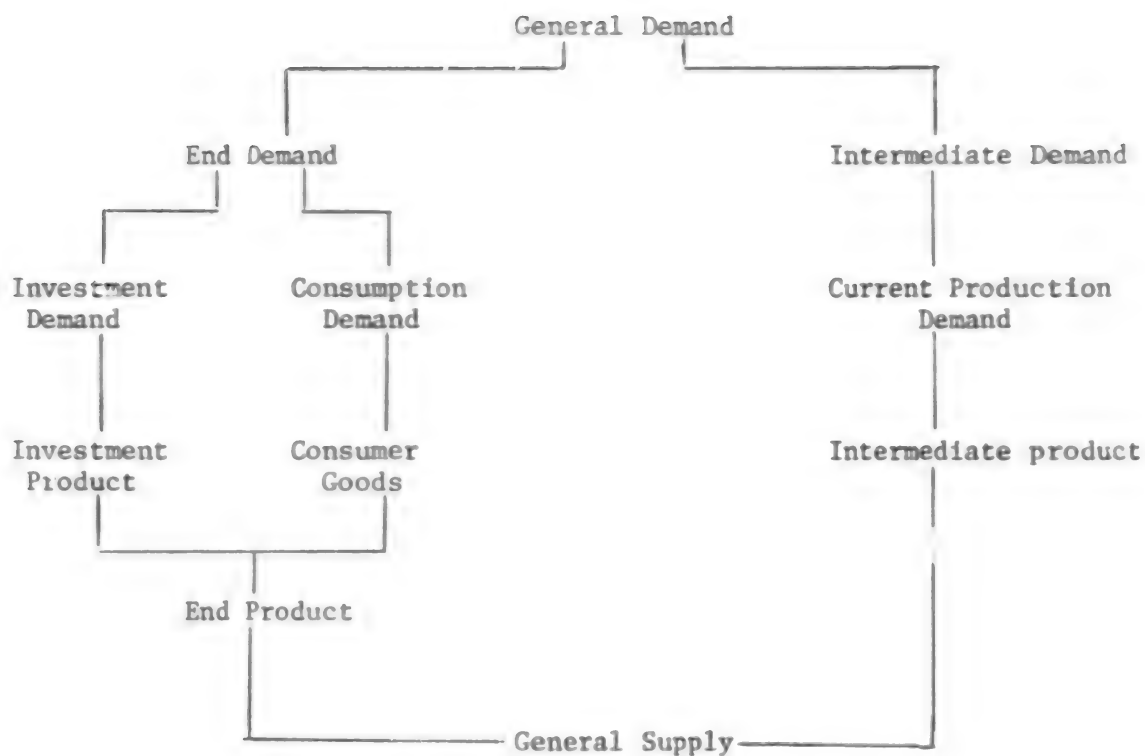 General Demand
End Demand
Intermediate Demand
Investment
Demand
Consumption
Demand
Current Production
Demand
Investment
Product
Consumer
Goods
Intermediate product
End Product
General Supply